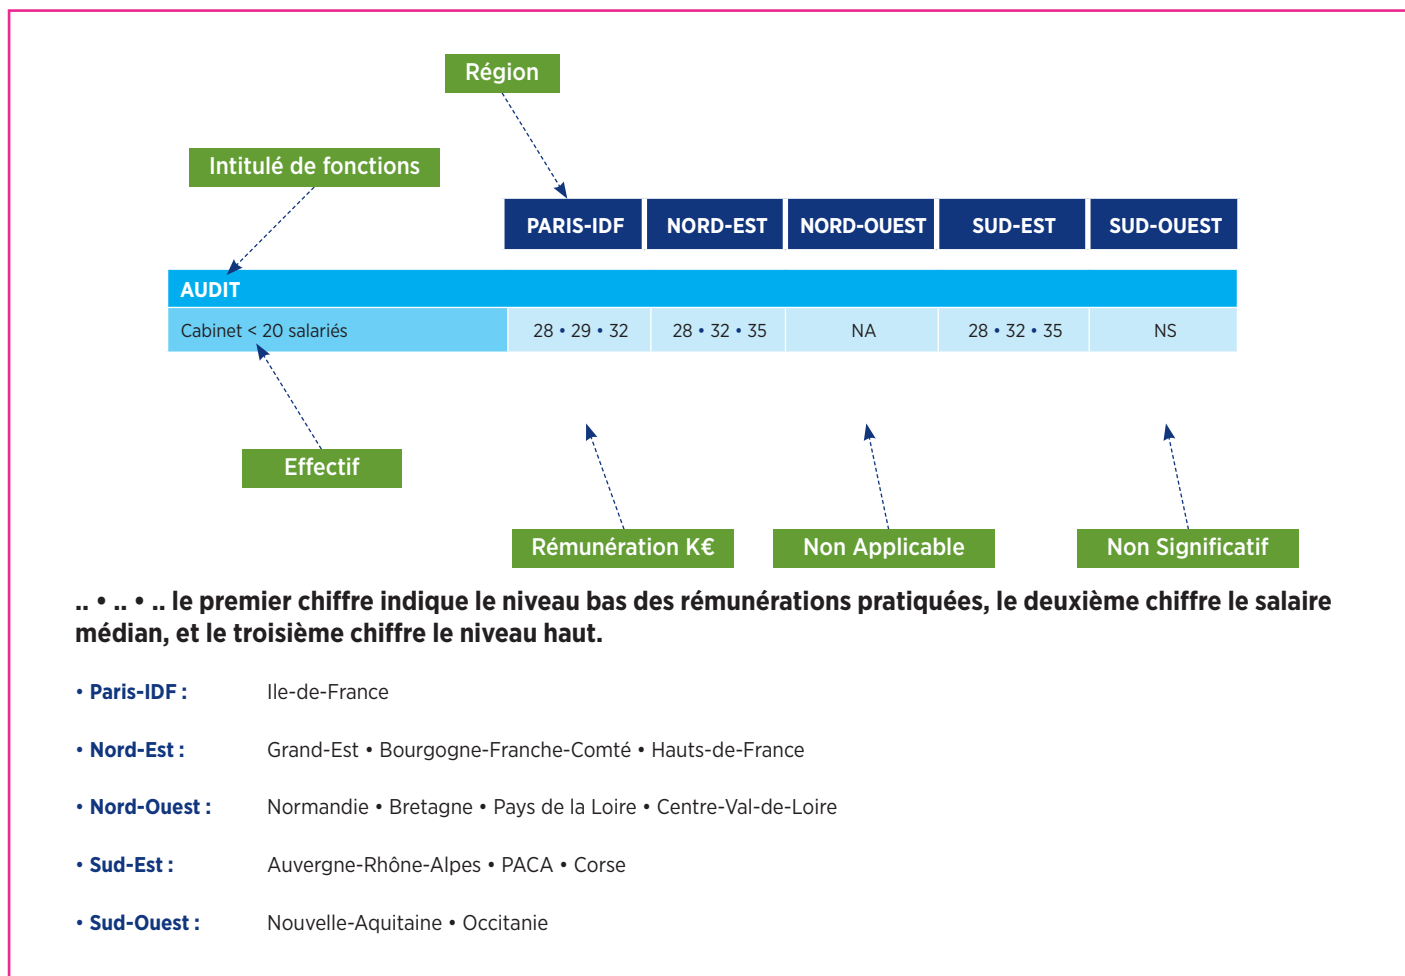 Région
Intitulé de fonctions
PARIS-IDF NORD-EST NORD-OUEST SUD-EST SUD-OUEST
AUDIT
Cabinet < 20 salariés 28 • 29 • 32 28 • 32 • 35 NA 28 • 32 • 35 NS
Effectif
Rémunération K€ Non Applicable Non Significatif
.. • .. • .. le premier chiffre indique le niveau bas des rémunérations pratiquées, le deuxième chiffre le salaire
médian, et le troisième chiffre le niveau haut.
• Paris-IDF : Ile-de-France
• Nord-Est : Grand-Est • Bourgogne-Franche-Comté • Hauts-de-France
• Nord-Ouest : Normandie • Bretagne • Pays de la Loire • Centre-Val-de-Loire
• Sud-Est : Auvergne-Rhône-Alpes • PACA • Corse
• Sud-Ouest : Nouvelle-Aquitaine • Occitanie